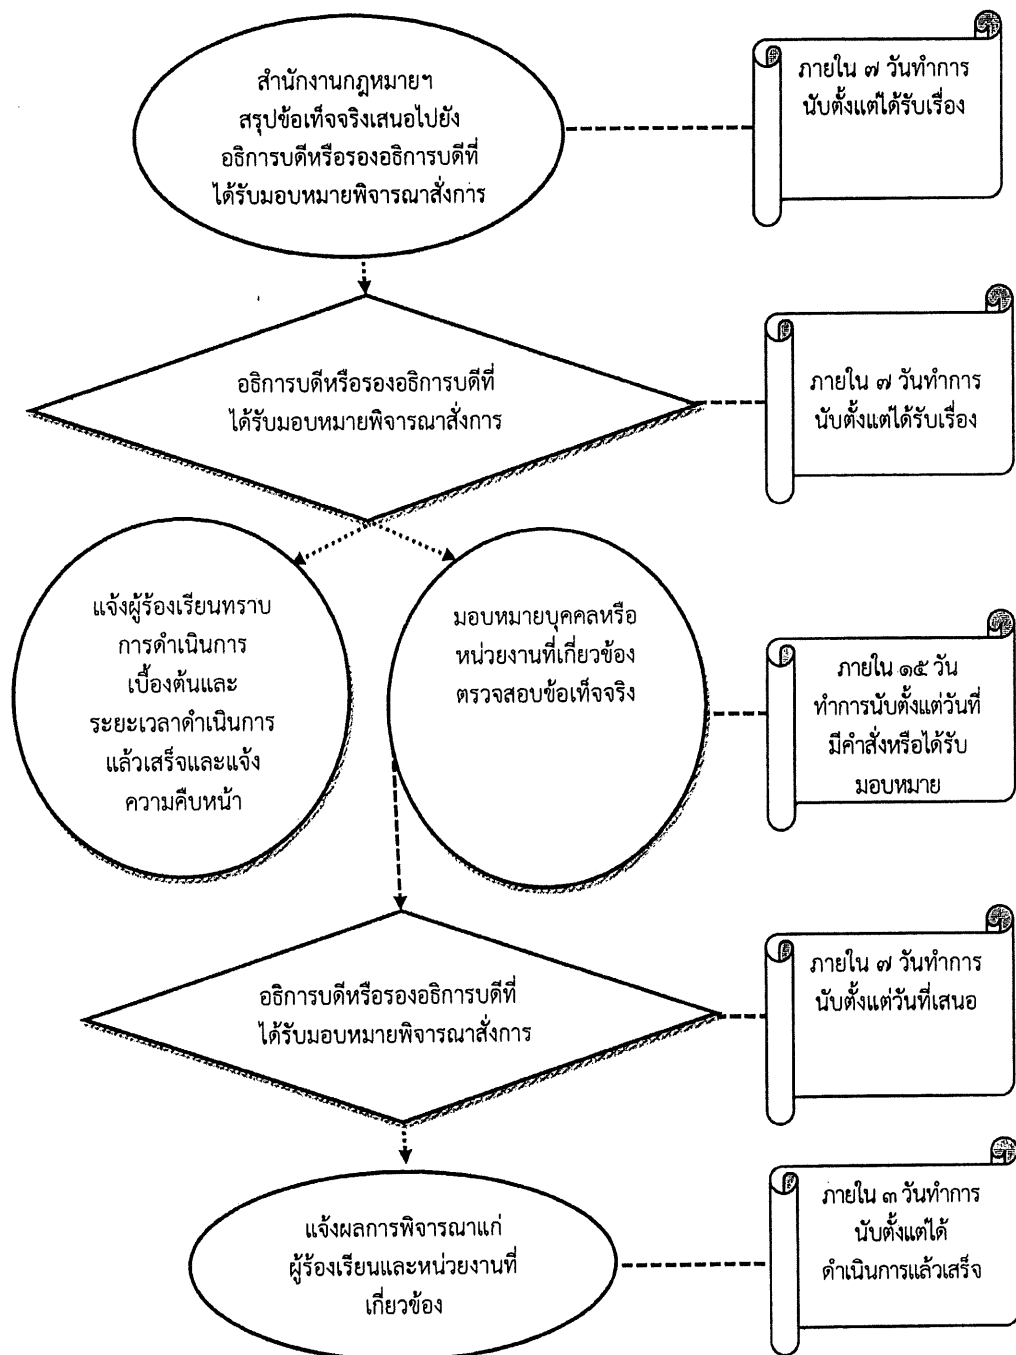 สำนักงานกฎหมายฯ
สรุปข้อเท็จจริงเสนอไปยัง
อธิการบดีหรือรองอธิการบดีที่
ได้รับมอบหมายพิจารณาสั่งการ
ภายใน ๗ วันทำการ
นับตั้งแต่ได้รับเรื่อง
อธิการบดีหรือรองอธิการบดีที่
ได้รับมอบหมายพิจารณาสั่งการ
ภายใน ๗ วันทำการ
นับตั้งแต่ได้รับเรื่อง
แจ้งผู้ร้องเรียนทราบ
การดำเนินการ
เบื้องต้นและ
ระยะเวลาดำเนินการ
แล้วเสร็จและแจ้ง
ความคืบหน้า
มอบหมายบุคคลหรือ
หน่วยงานที่เกี่ยวข้อง
ตรวจสอบข้อเท็จจริง
ภายใน ๑๕ วัน
ทำการนับตั้งแต่วันที่
มีคำสั่งหรือได้รับ
มอบหมาย
อธิการบดีหรือรองอธิการบดีที่
ได้รับมอบหมายพิจารณาสั่งการ
ภายใน ๗ วันทำการ
นับตั้งแต่วันที่เสนอ
แจ้งผลการพิจารณาแก่
ผู้ร้องเรียนและหน่วยงานที่
เกี่ยวข้อง
ภายใน ๓ วันทำการ
นับตั้งแต่ได้
ดำเนินการแล้วเสร็จ